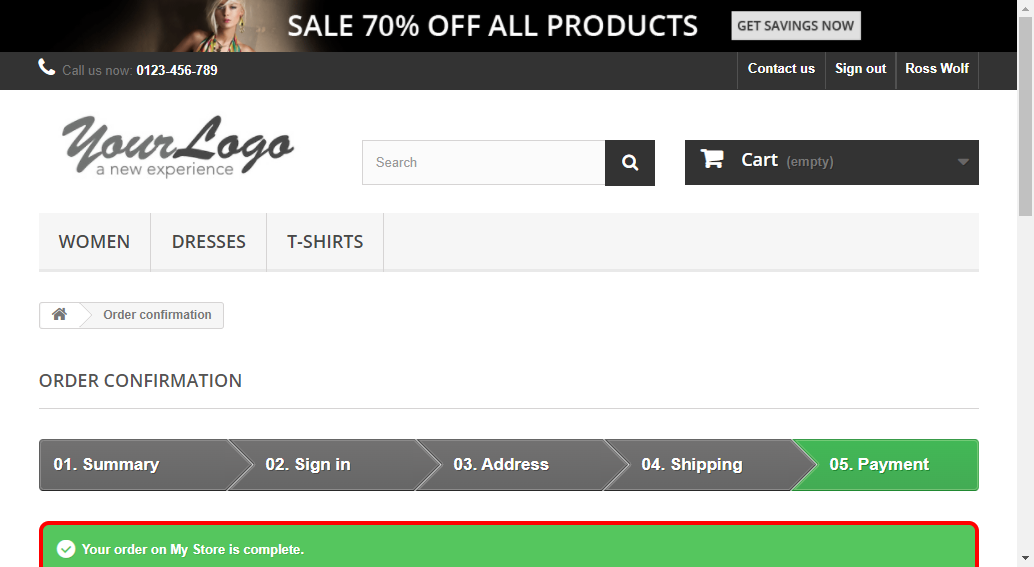 SALE 70% OFF ALL PRODUCTS
GET SAVINGS NOW
Call us now: 0123-456-789
Contact us
Sign out
Ross Wolf
YourLogo
a new experience
Search
Cart (empty)
WOMEN
DRESSES
T-SHIRTS
Order confirmation
ORDER CONFIRMATION
01. Summary
02. Sign in
03. Address
04. Shipping
05. Payment
Your order on My Store is complete.